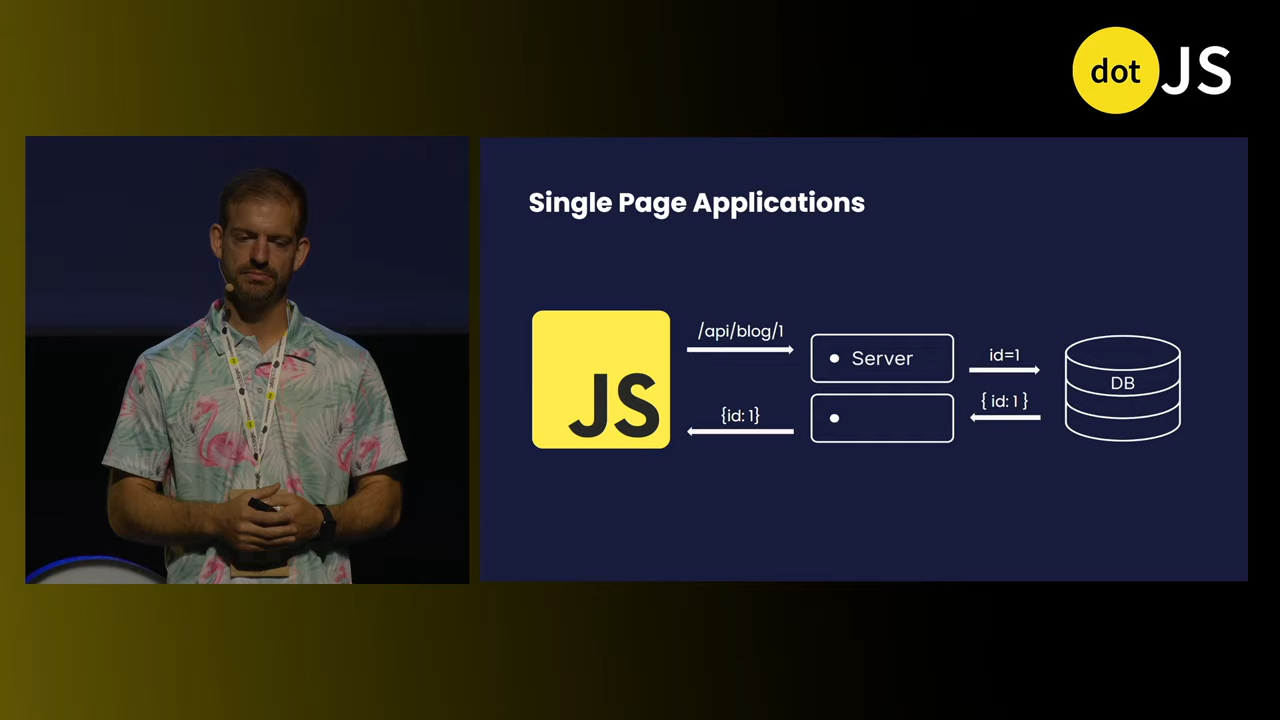 dot JS
Single Page Applications
/api/blog/1
Server
id=1
DB
{ id: 1 }
{id: 1}
JS